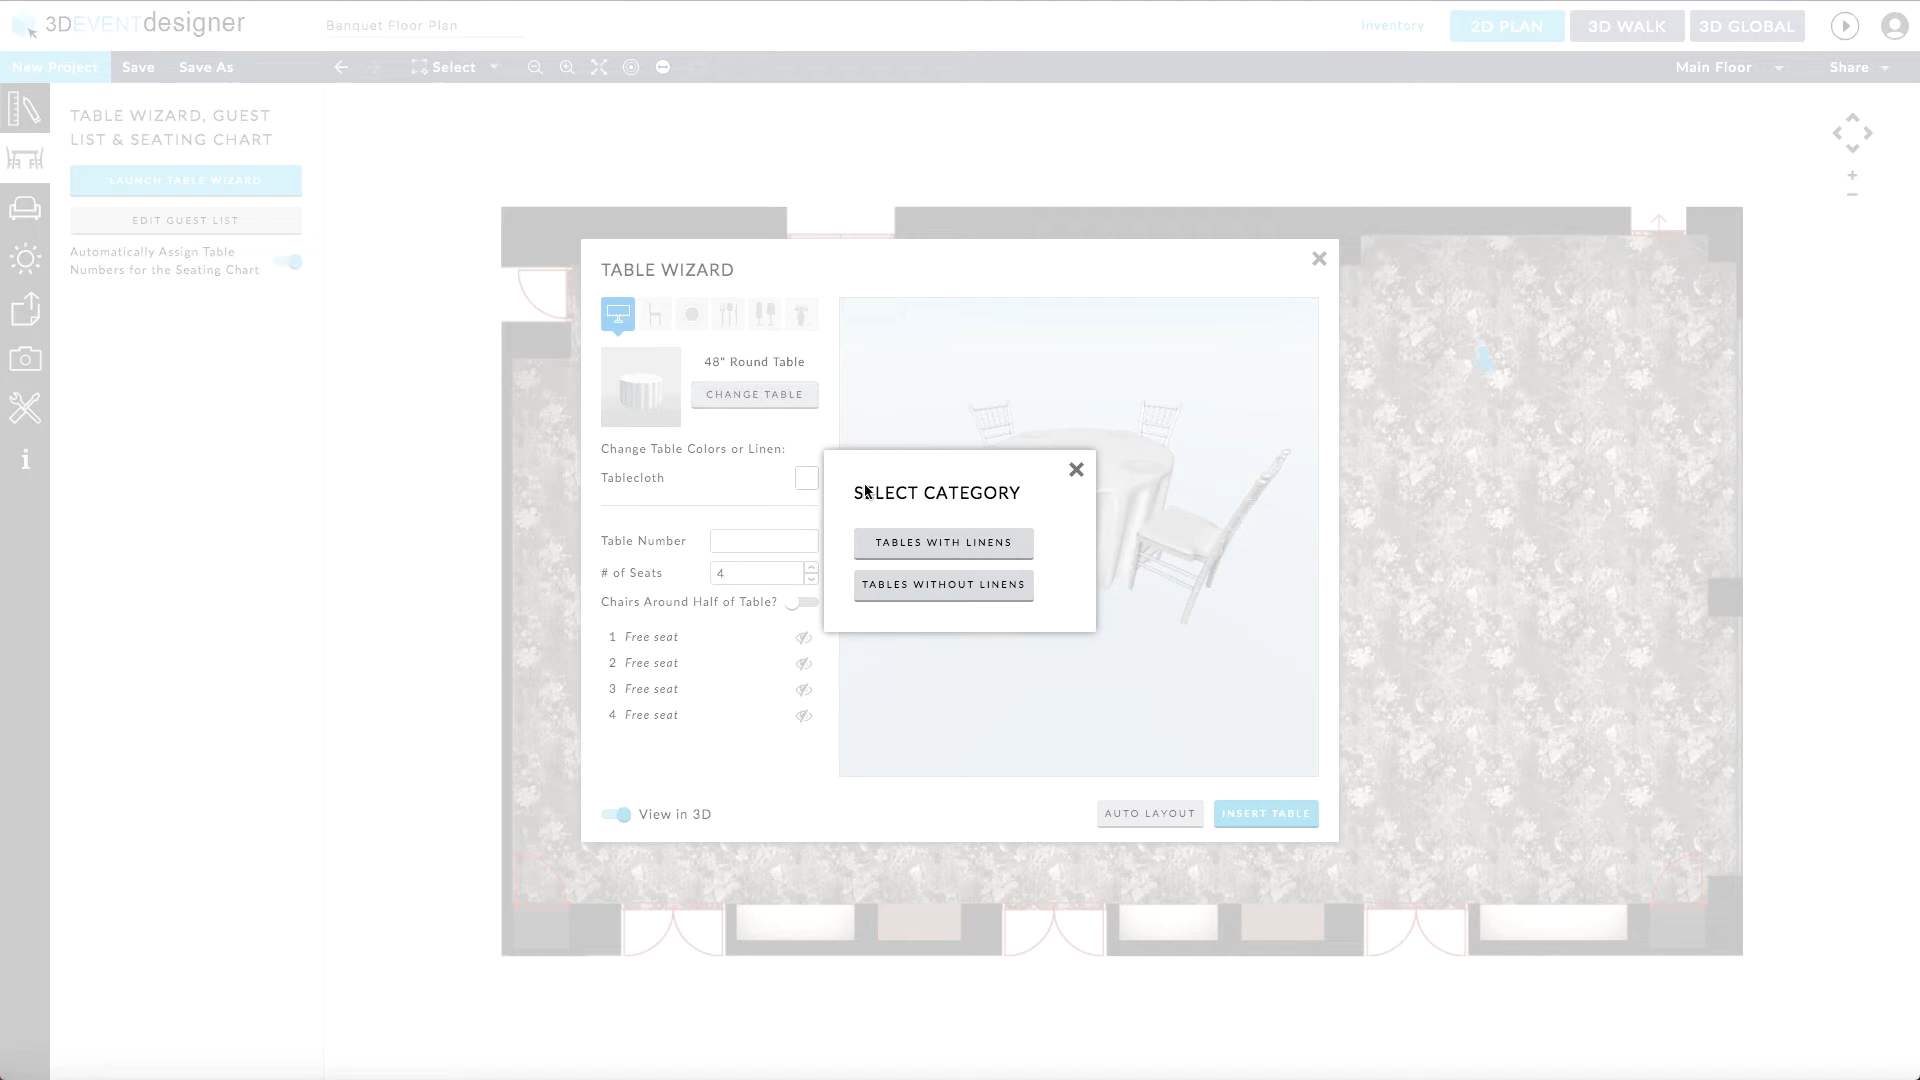 3DEVENTdesigner
Banquet Floor Plan
Inventory
2D PLAN
3D WALK
3D GLOBAL
New Project
Save
Save As
Select
Main Floor
Share
TABLE WIZARD, GUEST
LIST & SEATING CHART
LAUNCH TABLE WIZARD
EDIT GUEST LIST
Automatically Assign Table
Numbers for the Seating Chart
TABLE WIZARD
48" Round Table
CHANGE TABLE
Change Table Colors or Linen:
Tablecloth
Table Number
# of Seats
4
Chairs Around Half of Table?
1 Free seat
2 Free seat
3 Free seat
4 Free seat
View in 3D
AUTO LAYOUT
INSERT TABLE
SELECT CATEGORY
TABLES WITH LINENS
TABLES WITHOUT LINENS